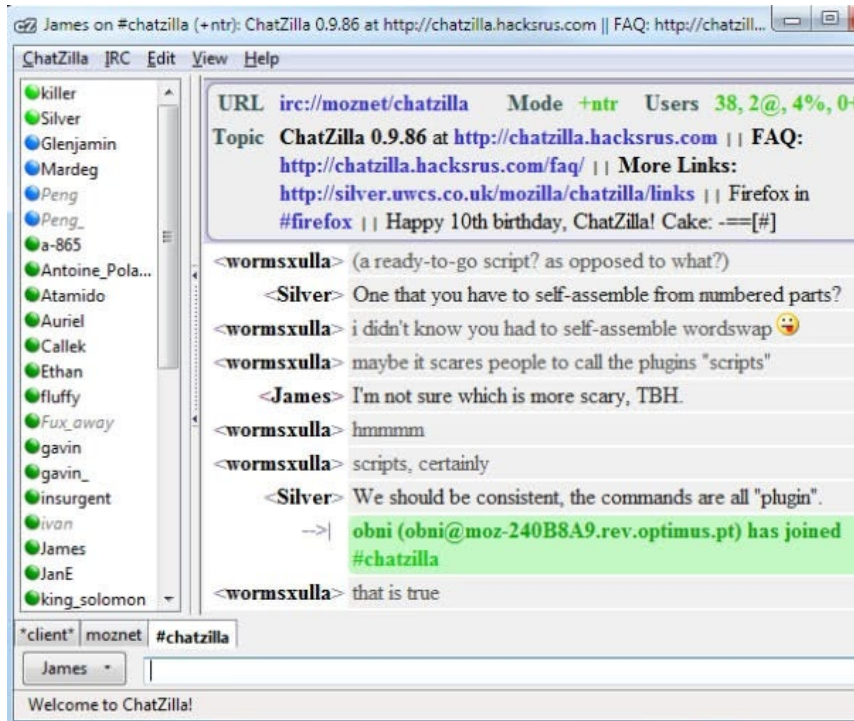 James on #chatzilla (+ntr): ChatZilla 0.9.86 at http://chatzilla.hacksrus.com || FAQ: http://chatzill...
ChatZilla IRC Edit View Help
killer
Silver
Glenjamin
Mardeg
Peng
Peng_
a-865
Antoine_Pola...
Atamido
Auriel
Callek
Ethan
fluffy
Fux_away
gavin
gavin_
insurgent
ivan
James
JanE
king_solomon
URL irc://moznet/chatzilla Mode +ntr Users 38, 2@, 4%, 0+
Topic ChatZilla 0.9.86 at http://chatzilla.hacksrus.com || FAQ:
http://chatzilla.hacksrus.com/faq/ || More Links:
http://silver.uwcs.co.uk/mozilla/chatzilla/links || Firefox in
#firefox || Happy 10th birthday, ChatZilla! Cake: -==[#]
<wormsxulla> (a ready-to-go script? as opposed to what?)
<Silver> One that you have to self-assemble from numbered parts?
<wormsxulla> i didn't know you had to self-assemble wordswap
<wormsxulla> maybe it scares people to call the plugins "scripts"
<James> I'm not sure which is more scary, TBH.
<wormsxulla> hmmmm
<wormsxulla> scripts, certainly
<Silver> We should be consistent, the commands are all "plugin".
-->| obni (obni@moz-240B8A9.rev.optimus.pt) has joined
#chatzilla
<wormsxulla> that is true
*client* moznet #chatzilla
James
Welcome to ChatZilla!